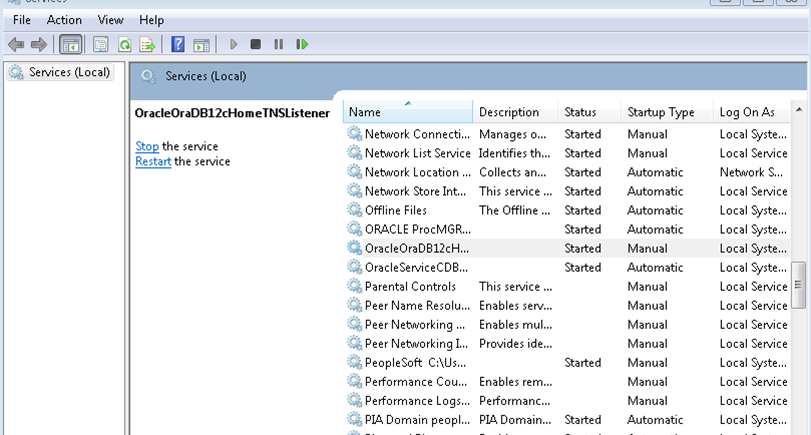 Services
File Action View Help
Services (Local)
Services (Local)
OracleOraDB12cHomeTNSListener
Stop the service
Restart the service
Name Description Status Startup Type Log On As
Network Connecti... Manages o... Started Manual Local Syste...
Network List Service Identifies th... Started Manual Local Service
Network Location ... Collects an... Started Automatic Network S...
Network Store Int... This service ... Started Automatic Local Service
Offline Files The Offline ... Started Automatic Local Syste...
ORACLE ProcMGR... Started Automatic Local Syste...
OracleOraDB12cH... Started Manual Local Syste...
OracleServiceCDB... Started Automatic Local Syste...
Parental Controls This service ... Manual Local Service
Peer Name Resolu... Enables serv... Manual Local Service
Peer Networking ... Enables mul... Manual Local Service
Peer Networking I... Provides ide... Manual Local Service
PeopleSoft C:\Us... Started Manual Local Syste...
Performance Cou... Enables rem... Manual Local Service
Performance Logs... Performanc... Manual Local Service
PIA Domain peopl... PIA Domain... Started Automatic Local Syste...